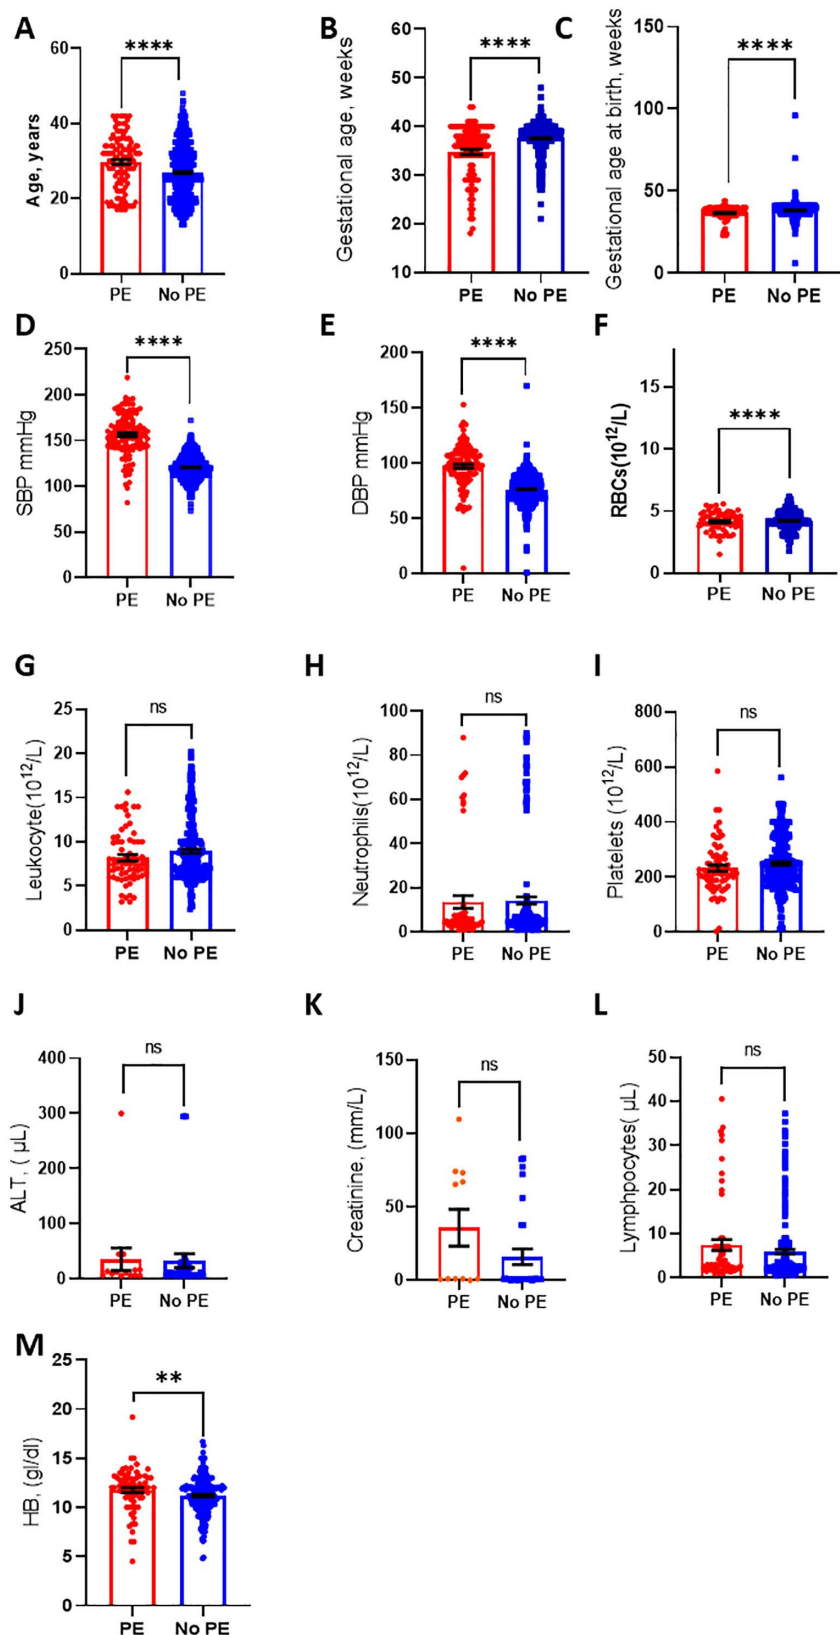 A
Age, years
60
40
20
0
****
PE No PE
B
Gestational age, weeks
60
50
40
30
20
10
****
PE No PE
C
Gestational age at birth, weeks
150
100
50
0
****
PE No PE
D
SBP mmHg
250
200
150
100
50
0
****
PE No PE
E
DBP mmHg
200
150
100
50
0
****
PE No PE
F
RBCs(10¹²/L)
15
10
5
0
****
PE No PE
G
Leukocyte(10¹²/L)
25
20
15
10
5
0
ns
PE No PE
H
Neutrophils(10¹²/L)
100
80
60
40
20
0
ns
PE No PE
I
Platelets (10¹²/L)
800
600
400
200
0
ns
PE No PE
J
ALT, ( µL)
400
300
200
100
0
ns
PE No PE
K
Creatinine, (mm/L)
150
100
50
0
ns
PE No PE
L
Lymphpocytes( µL)
50
40
30
20
10
0
ns
PE No PE
M
HB, (gl/dl)
25
20
15
10
5
0
**
PE No PE